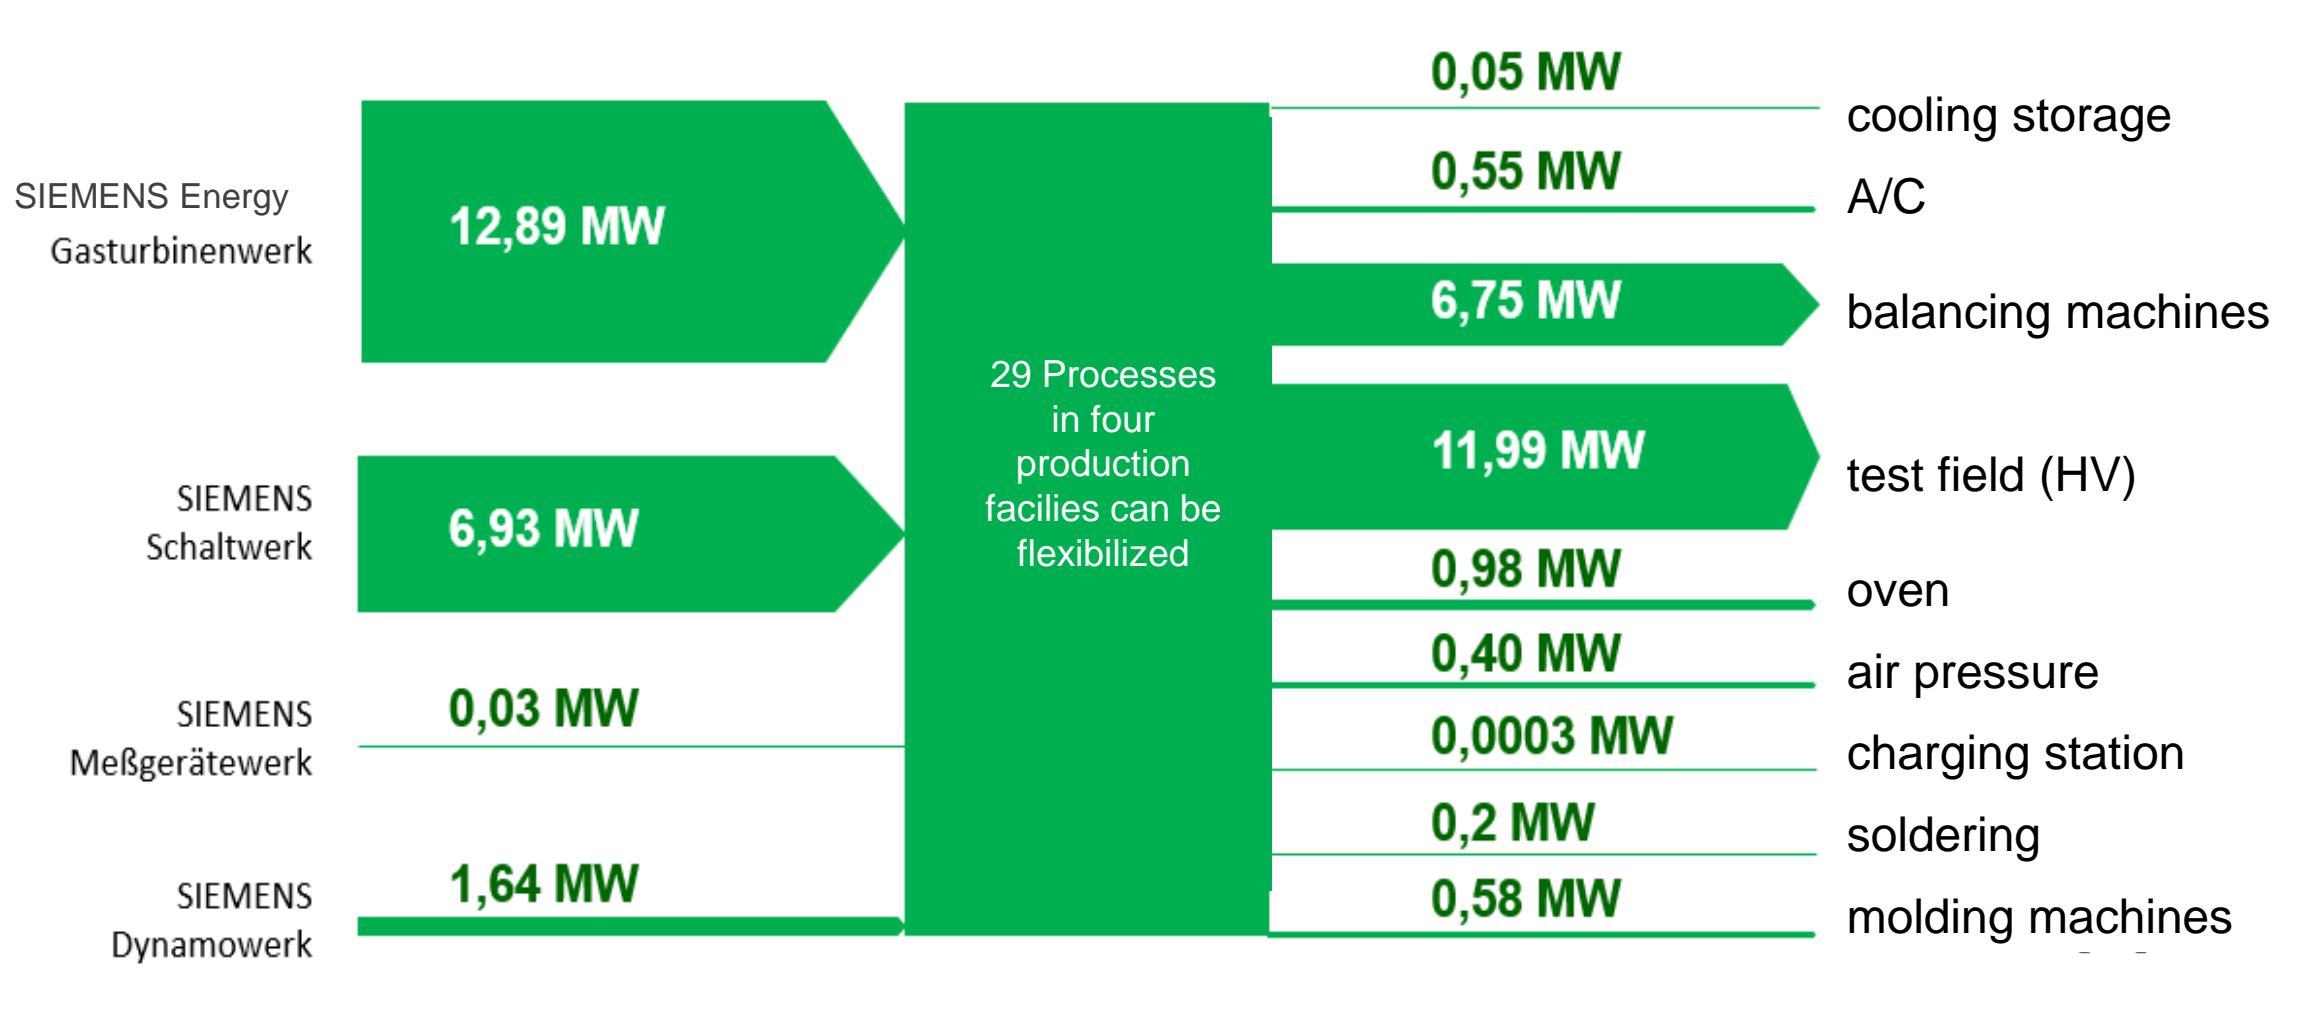 SIEMENS Energy
Gasturbinenwerk
12,89 MW
SIEMENS
Schaltwerk
6,93 MW
SIEMENS
Meßgerätewerk
0,03 MW
SIEMENS
Dynamowerk
1,64 MW
29 Processes
in four
production
facilies can be
flexibilized
0,05 MW
cooling storage
0,55 MW
A/C
6,75 MW
balancing machines
11,99 MW
test field (HV)
0,98 MW
oven
0,40 MW
air pressure
0,0003 MW
charging station
0,2 MW
soldering
0,58 MW
molding machines